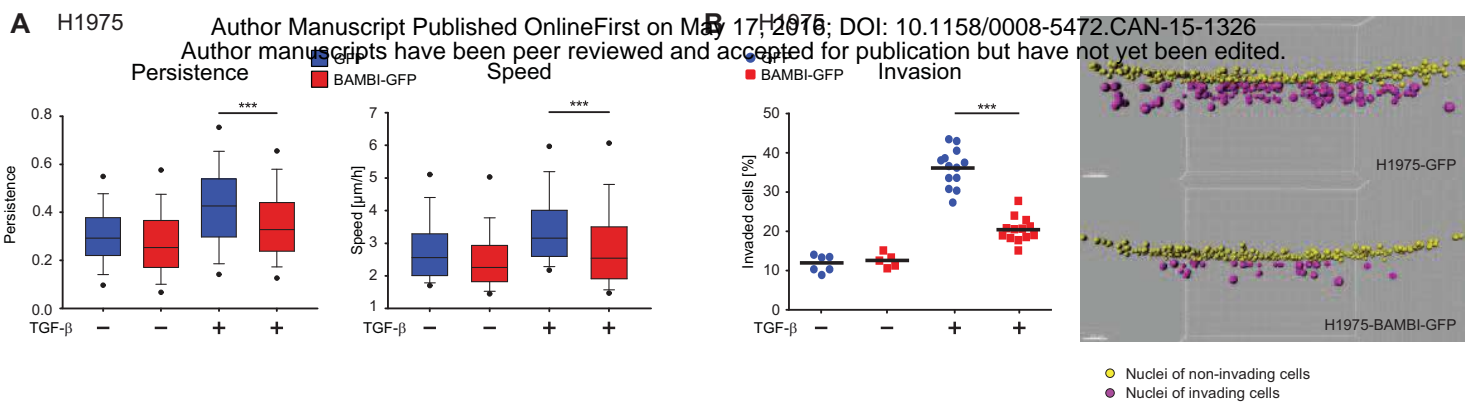 A H1975
Author Manuscript Published OnlineFirst on May 17, 2016; DOI: 10.1158/0008-5472.CAN-15-1326
Author manuscripts have been peer reviewed and accepted for publication but have not yet been edited.
B H1975
GFP
BAMBI-GFP
Persistence
***
Persistence
0.8
0.6
0.4
0.2
0.0
TGF-β − − + +
Speed
***
Speed [μm/h]
7
6
5
4
3
2
1
TGF-β − − + +
GFP
BAMBI-GFP
Invasion
***
Invaded cells [%]
50
40
30
20
10
0
TGF-β − − + +
H1975-GFP
H1975-BAMBI-GFP
Nuclei of non-invading cells
Nuclei of invading cells